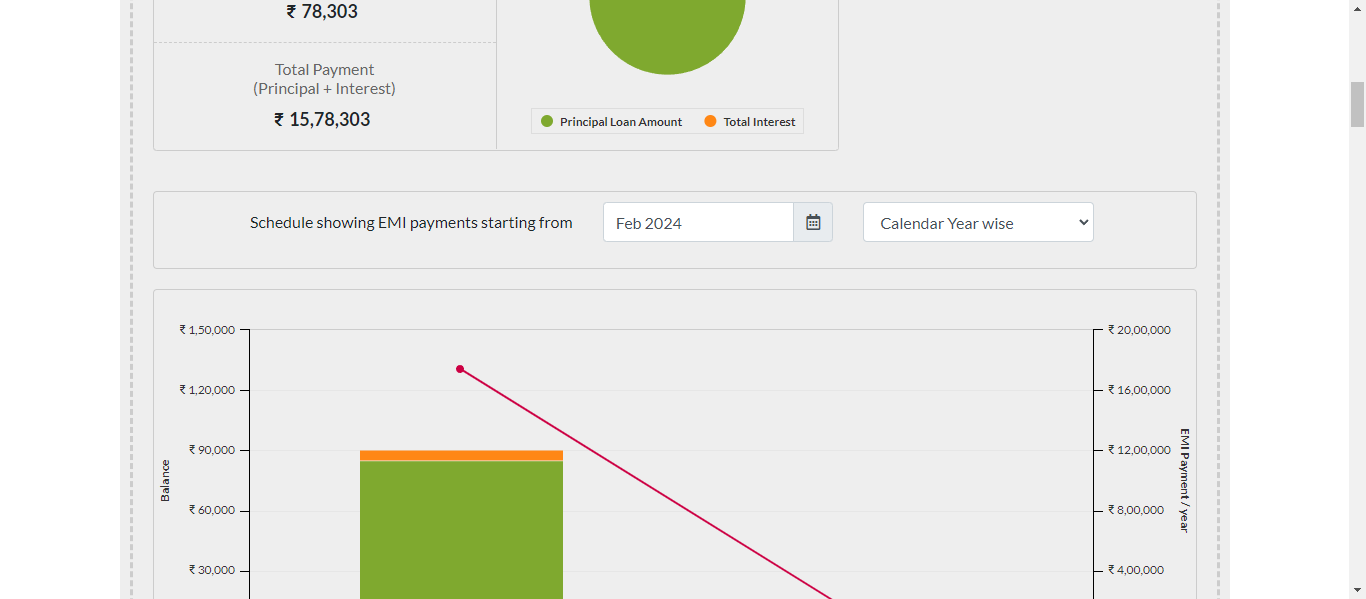 ₹ 78,303
Total Payment
(Principal + Interest)
₹ 15,78,303
Principal Loan Amount
Total Interest
Schedule showing EMI payments starting from
Feb 2024
Calendar Year wise
₹ 1,50,000
₹ 1,20,000
₹ 90,000
₹ 60,000
₹ 30,000
Balance
₹ 20,00,000
₹ 16,00,000
₹ 12,00,000
₹ 8,00,000
₹ 4,00,000
EMI Payment / year